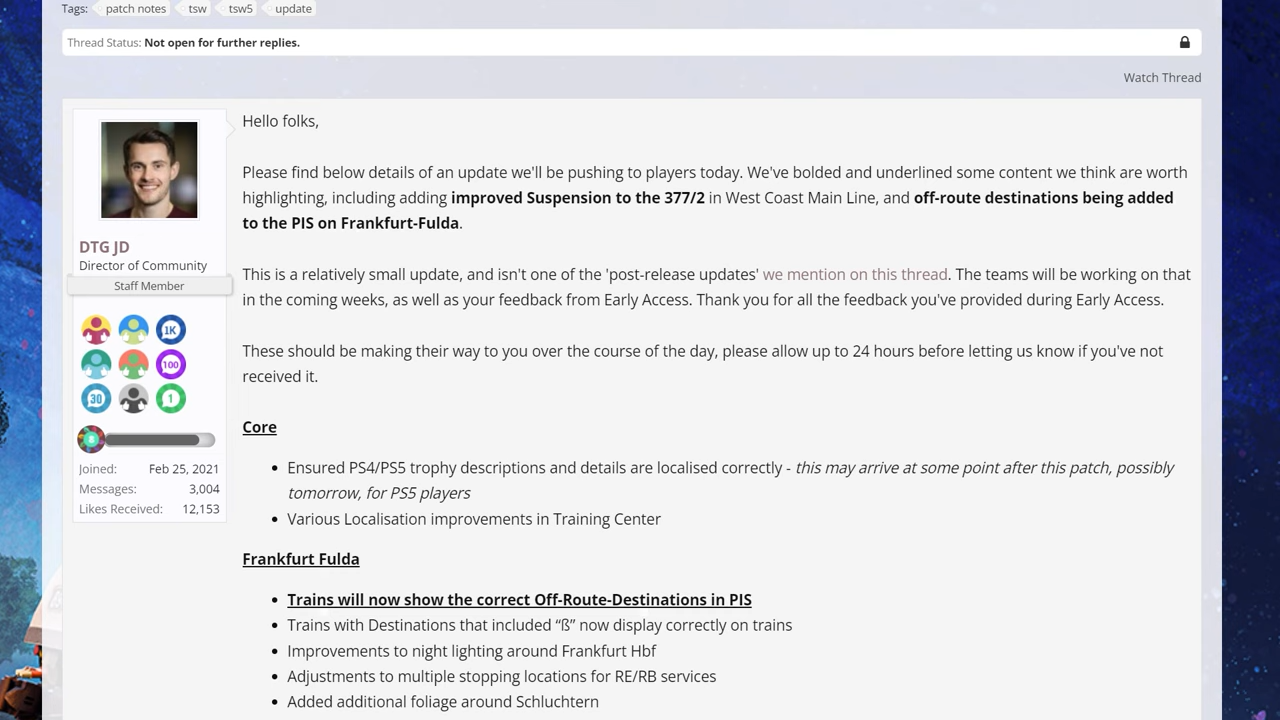 Tags: patch notes tsw tsw5 update
Thread Status: Not open for further replies.
Watch Thread
DTG JD
Director of Community
Staff Member
1K
100
30
1
8
Joined: Feb 25, 2021
Messages: 3,004
Likes Received: 12,153
Hello folks,
Please find below details of an update we'll be pushing to players today. We've bolded and underlined some content we think are worth
highlighting, including adding improved Suspension to the 377/2 in West Coast Main Line, and off-route destinations being added
to the PIS on Frankfurt-Fulda.
This is a relatively small update, and isn't one of the 'post-release updates' we mention on this thread. The teams will be working on that
in the coming weeks, as well as your feedback from Early Access. Thank you for all the feedback you've provided during Early Access.
These should be making their way to you over the course of the day, please allow up to 24 hours before letting us know if you've not
received it.
Core
• Ensured PS4/PS5 trophy descriptions and details are localised correctly - this may arrive at some point after this patch, possibly
tomorrow, for PS5 players
• Various Localisation improvements in Training Center
Frankfurt Fulda
• Trains will now show the correct Off-Route-Destinations in PIS
• Trains with Destinations that included “ß” now display correctly on trains
• Improvements to night lighting around Frankfurt Hbf
• Adjustments to multiple stopping locations for RE/RB services
• Added additional foliage around Schluchtern